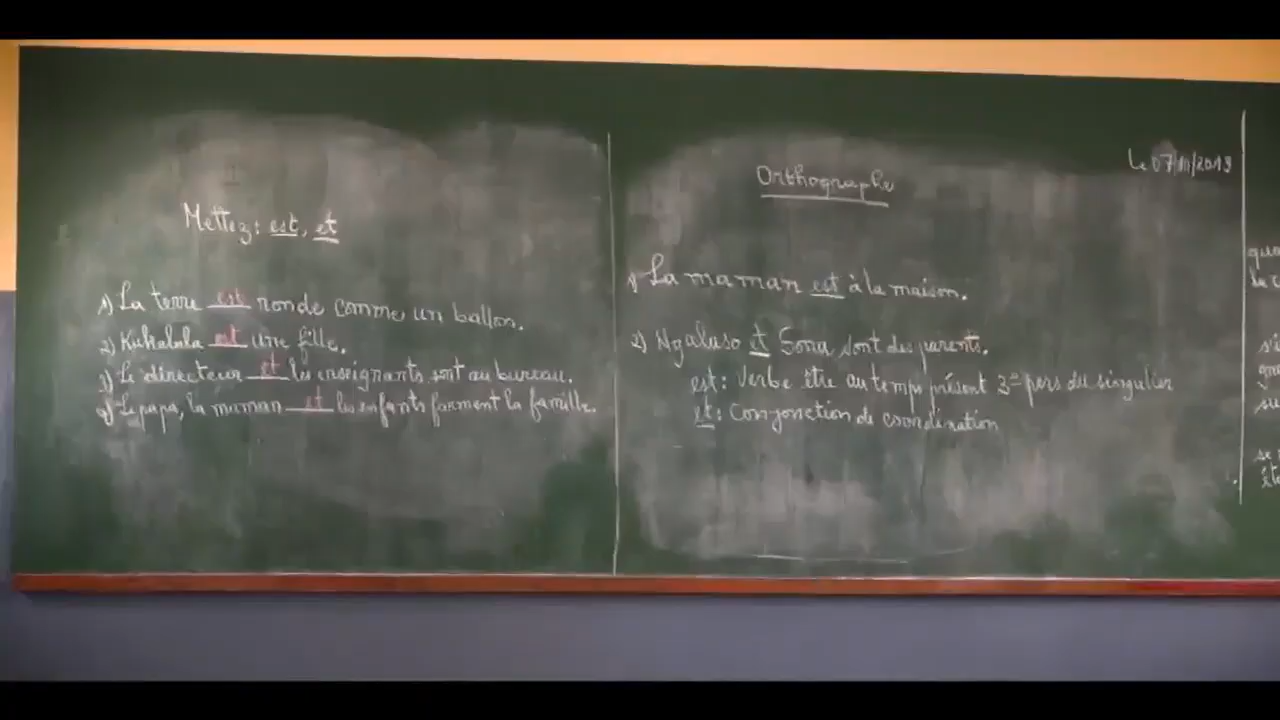 Mettez: est, et
1) La terre est ronde comme un ballon.
2) Kukalala est une fille.
3) Le directeur et les enseignants sont au bureau.
4) Le papa, la maman et les enfants forment la famille.
Le 07/10/2019
Orthographe
1) La maman est à la maison.
2) Ngaluso et Sona sont des parents.
est: Verbe être au temps présent 3e pers du singulier
et: Conjonction de coordination
la